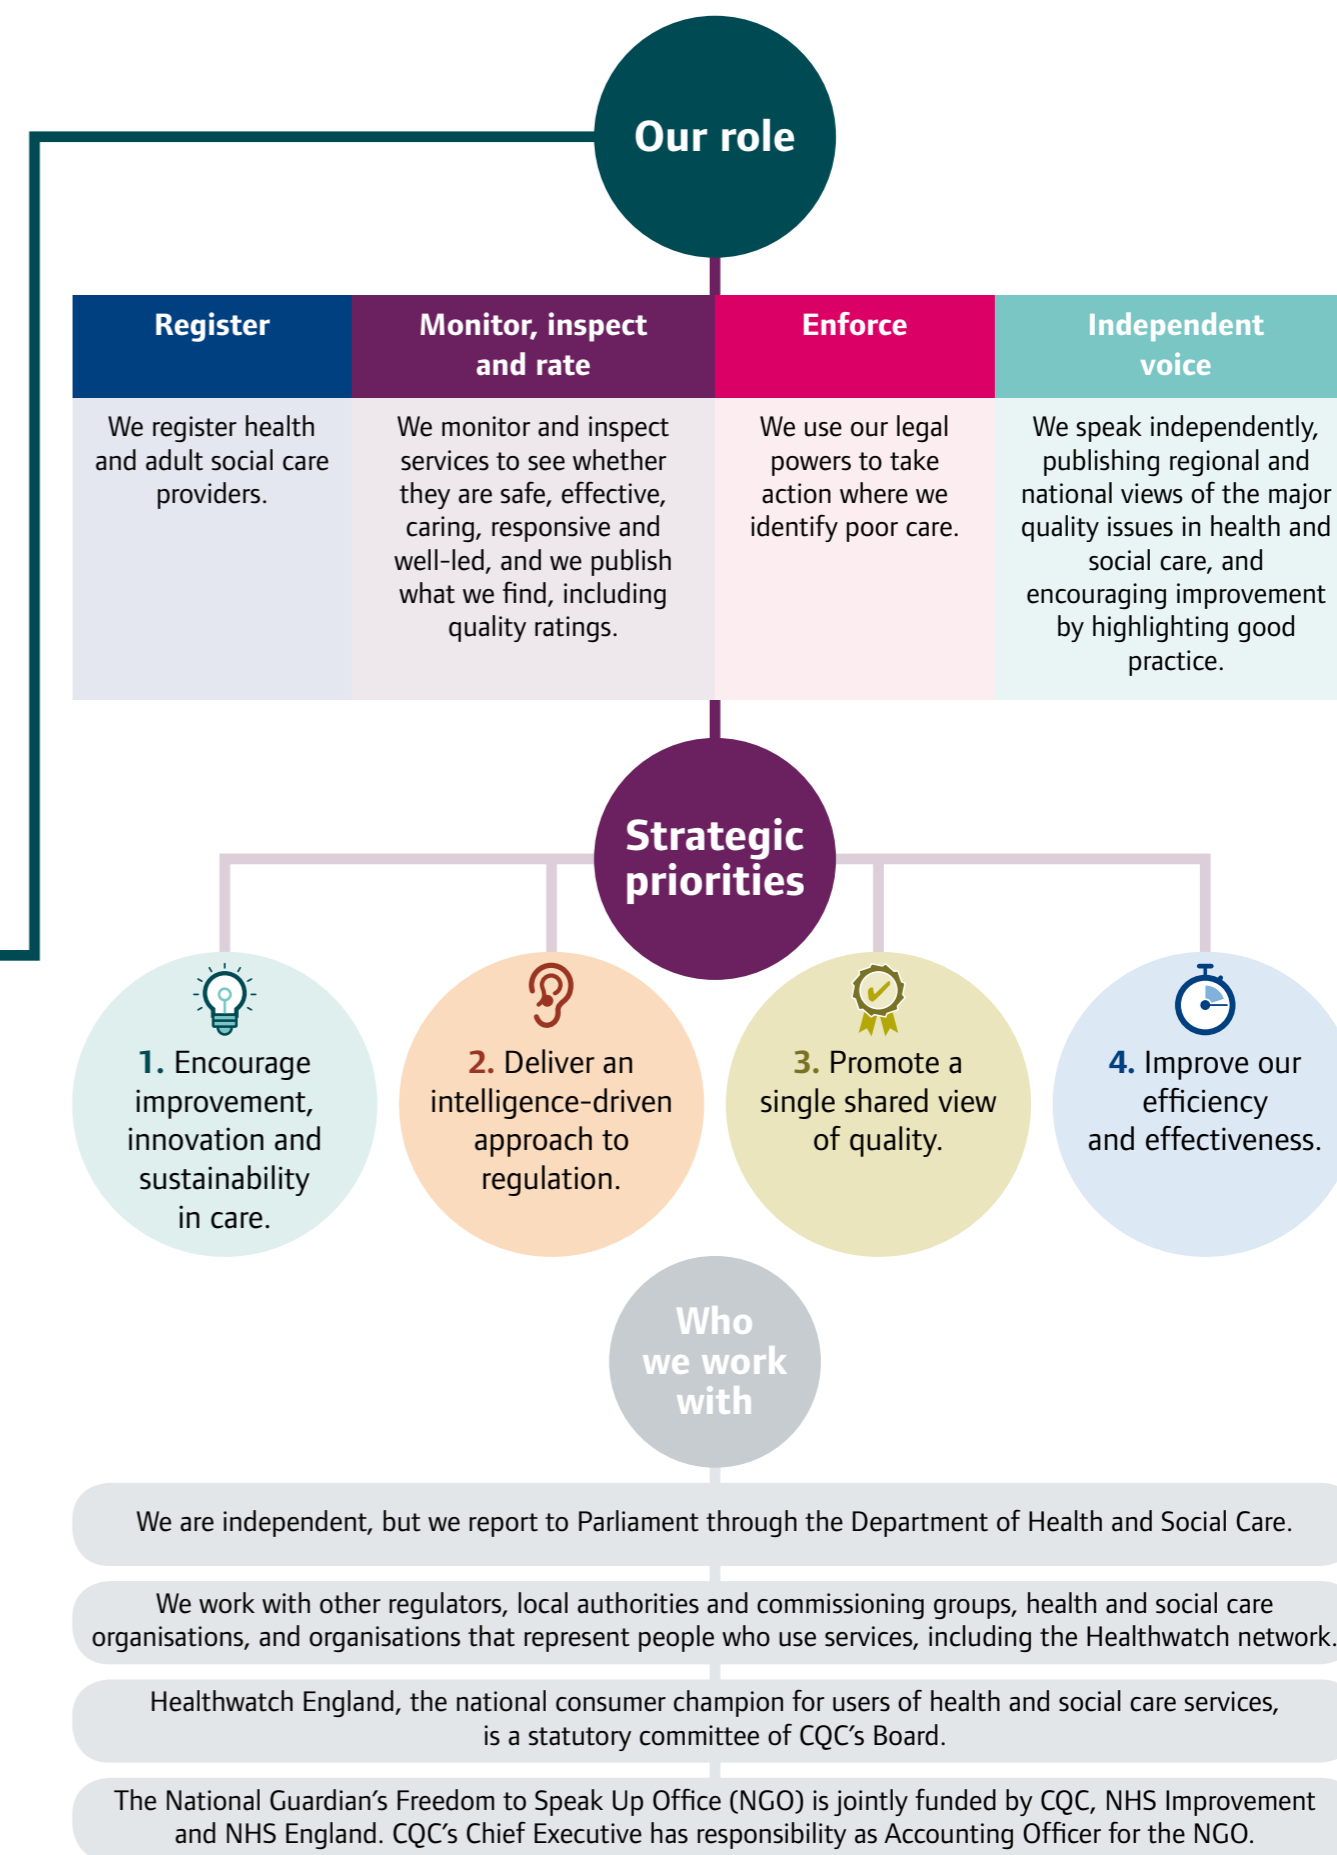 Our role
Register
We register health
and adult social care
providers.
Monitor, inspect
and rate
We monitor and inspect
services to see whether
they are safe, effective,
caring, responsive and
well-led, and we publish
what we find, including
quality ratings.
Enforce
We use our legal
powers to take
action where we
identify poor care.
Independent
voice
We speak independently,
publishing regional and
national views of the major
quality issues in health and
social care, and
encouraging improvement
by highlighting good
practice.
Strategic
priorities
1. Encourage
improvement,
innovation and
sustainability
in care.
2. Deliver an
intelligence-driven
approach to
regulation.
3. Promote a
single shared view
of quality.
4. Improve our
efficiency
and effectiveness.
Who
we work
with
We are independent, but we report to Parliament through the Department of Health and Social Care.
We work with other regulators, local authorities and commissioning groups, health and social care
organisations, and organisations that represent people who use services, including the Healthwatch network.
Healthwatch England, the national consumer champion for users of health and social care services,
is a statutory committee of CQC’s Board.
The National Guardian’s Freedom to Speak Up Office (NGO) is jointly funded by CQC, NHS Improvement
and NHS England. CQC’s Chief Executive has responsibility as Accounting Officer for the NGO.